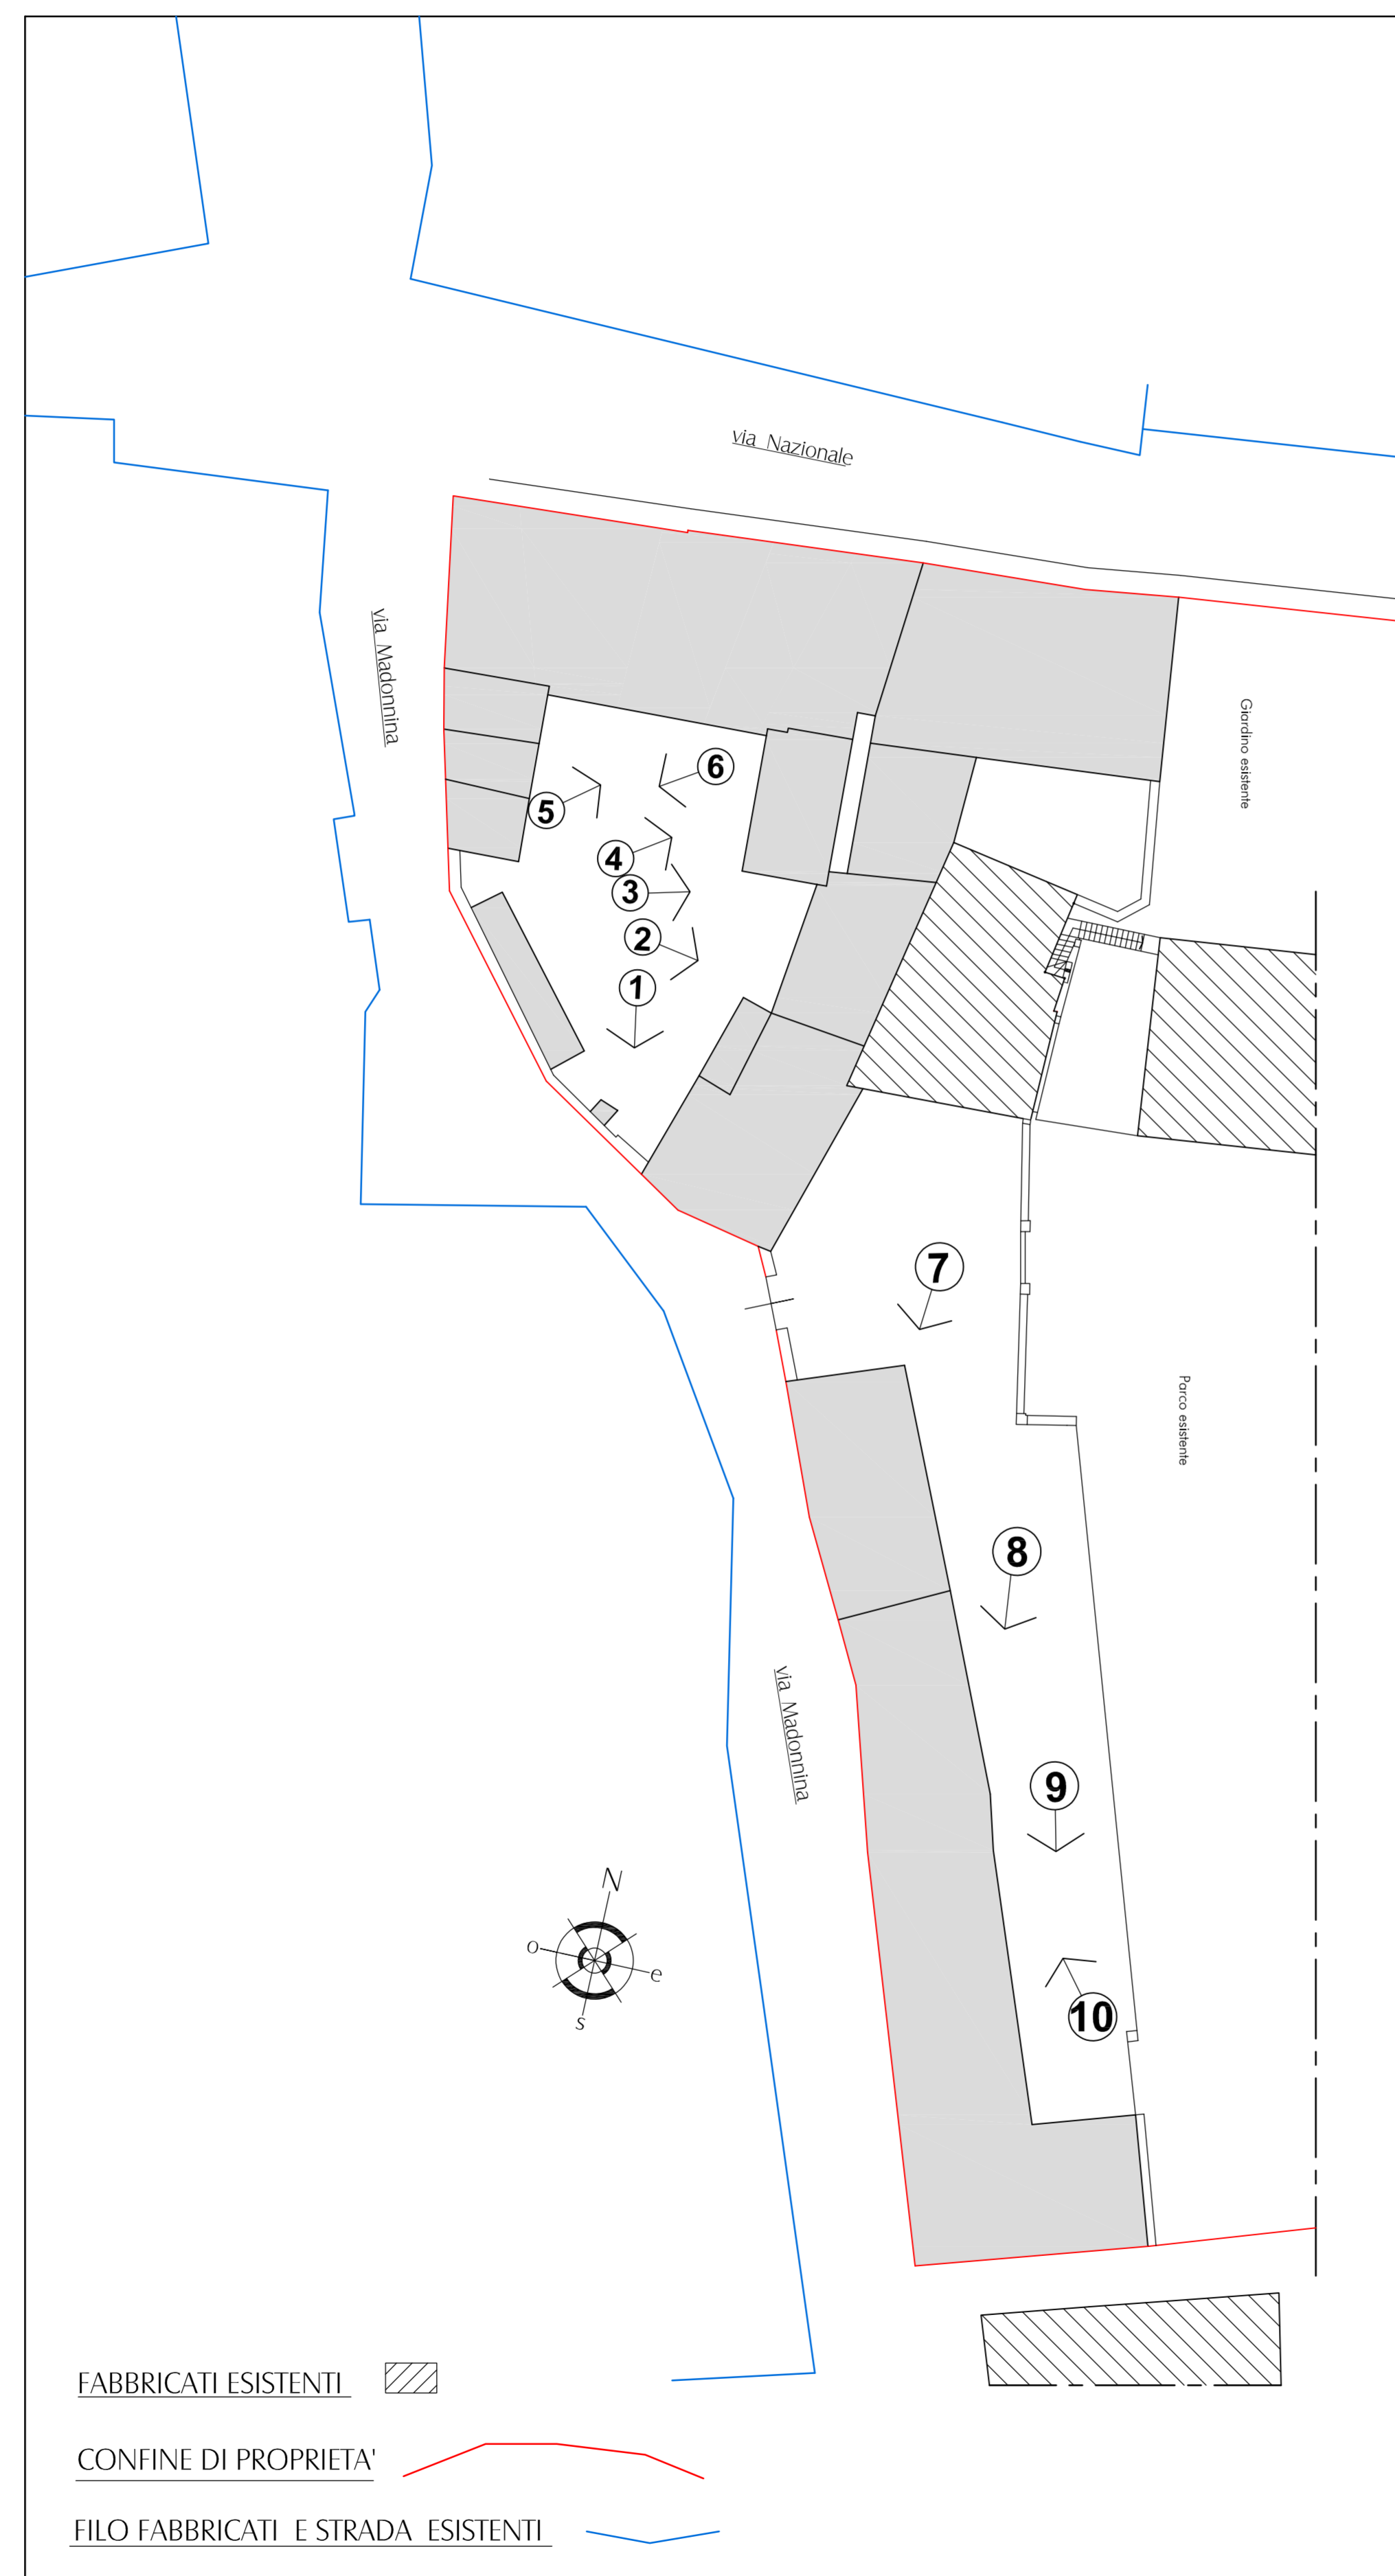 via Nazionale
via Madonnina
Giardino esistente
6
5
4
3
2
1
7
Parco esistente
8
via Madonnina
9
N
o
e
s
10
FABBRICATI ESISTENTI
CONFINE DI PROPRIETA'
FILO FABBRICATI E STRADA ESISTENTI